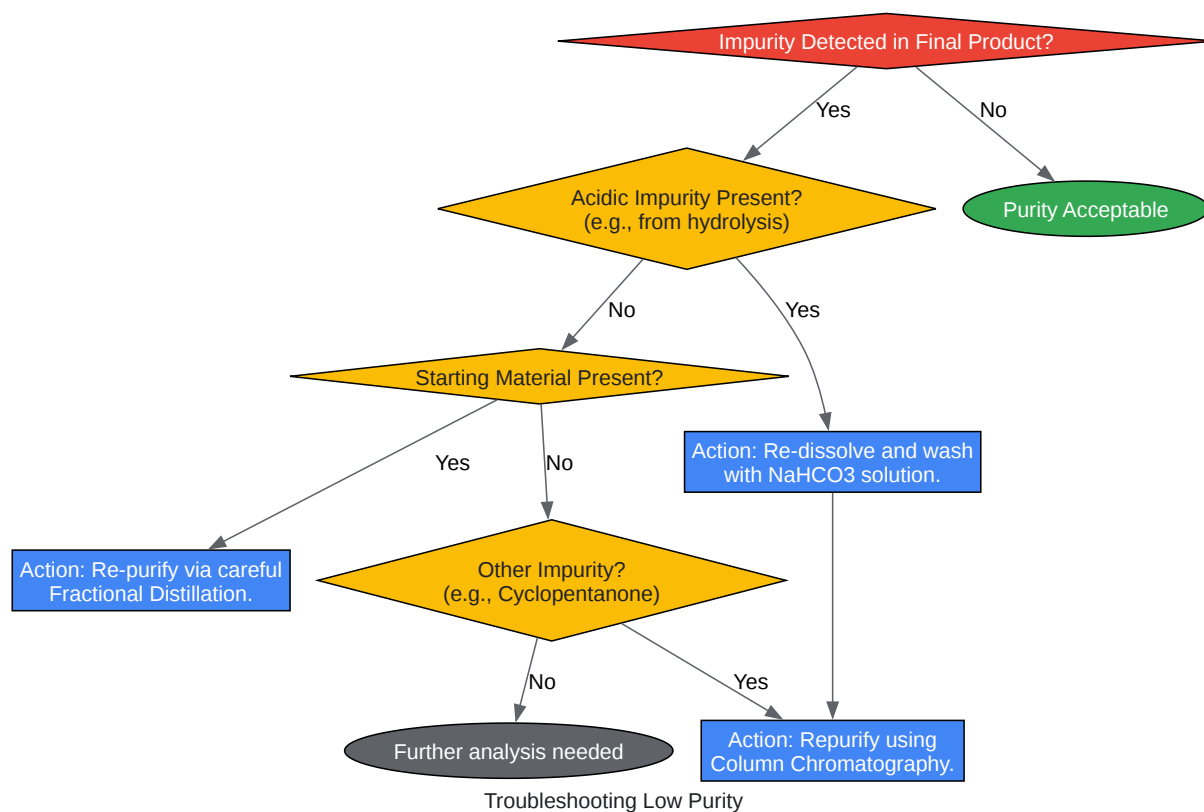 Impurity Detected in Final Product?
Yes
No
Acidic Impurity Present?
(e.g., from hydrolysis)
Purity Acceptable
No
Yes
Starting Material Present?
Action: Re-dissolve and wash
with NaHCO3 solution.
Yes
No
Action: Re-purify via careful
Fractional Distillation.
Other Impurity?
(e.g., Cyclopentanone)
No
Yes
Further analysis needed
Action: Repurify using
Column Chromatography.
Troubleshooting Low Purity